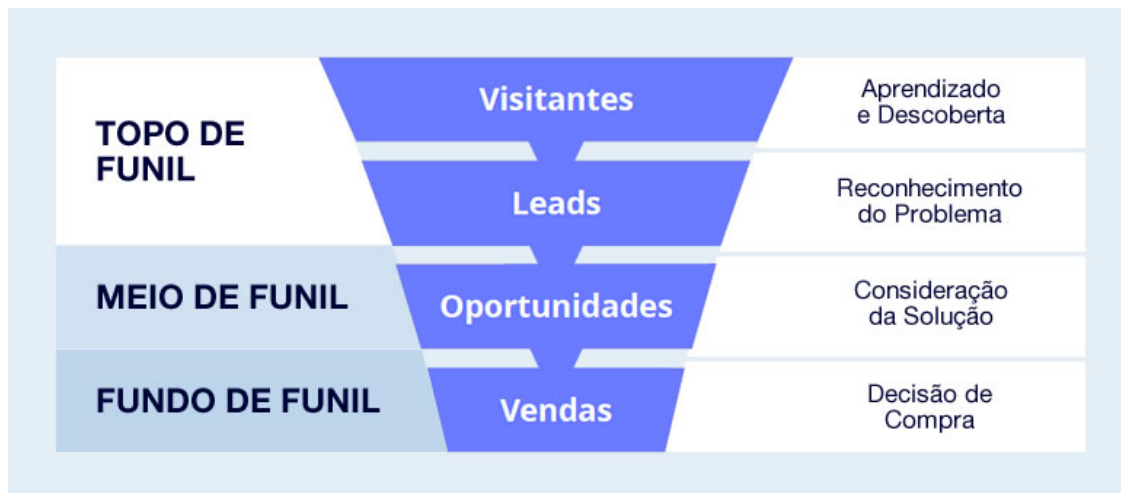 TOPO DE
FUNIL
Visitantes
Aprendizado
e Descoberta
Leads
Reconhecimento
do Problema
MEIO DE FUNIL
Oportunidades
Consideração
da Solução
FUNDO DE FUNIL
Vendas
Decisão de
Compra